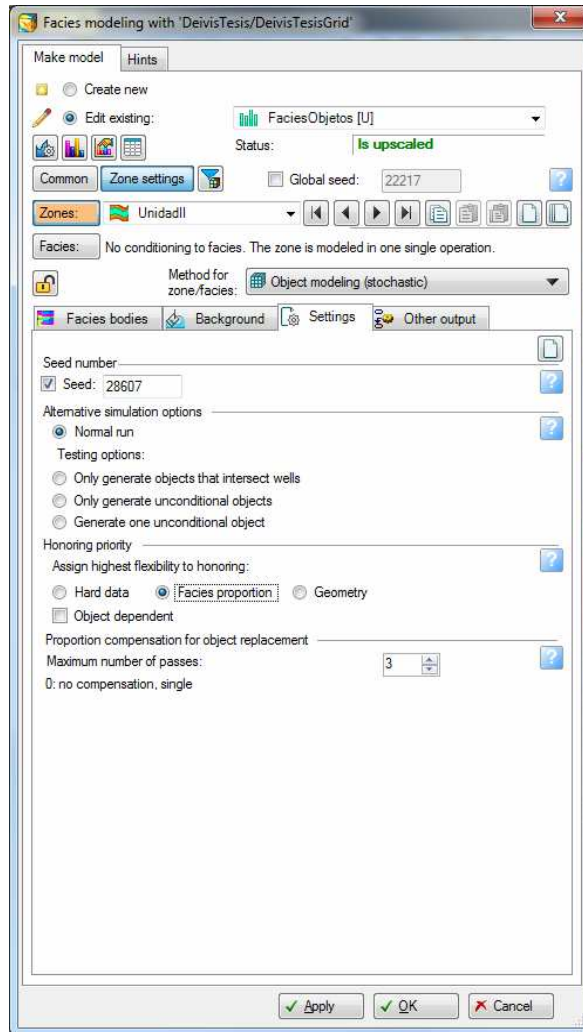 Facies modeling with 'DeivisTesis/DeivisTesisGrid'
Make model Hints
Create new
Edit existing: FaciesObjetos [U]
Status: Is upscaled
Common Zone settings Global seed: 22217 ?
Zones: UnidadII
Facies: No conditioning to facies. The zone is modeled in one single operation.
Method for
zone/facies: Object modeling (stochastic)
Facies bodies Background Settings Other output
Seed number
Seed: 28607 ?
Alternative simulation options
Normal run ?
Testing options:
Only generate objects that intersect wells
Only generate unconditional objects
Generate one unconditional object
Honoring priority
Assign highest flexibility to honoring: ?
Hard data Facies proportion Geometry
Object dependent
Proportion compensation for object replacement
Maximum number of passes: 3 ?
0: no compensation, single
Apply OK Cancel